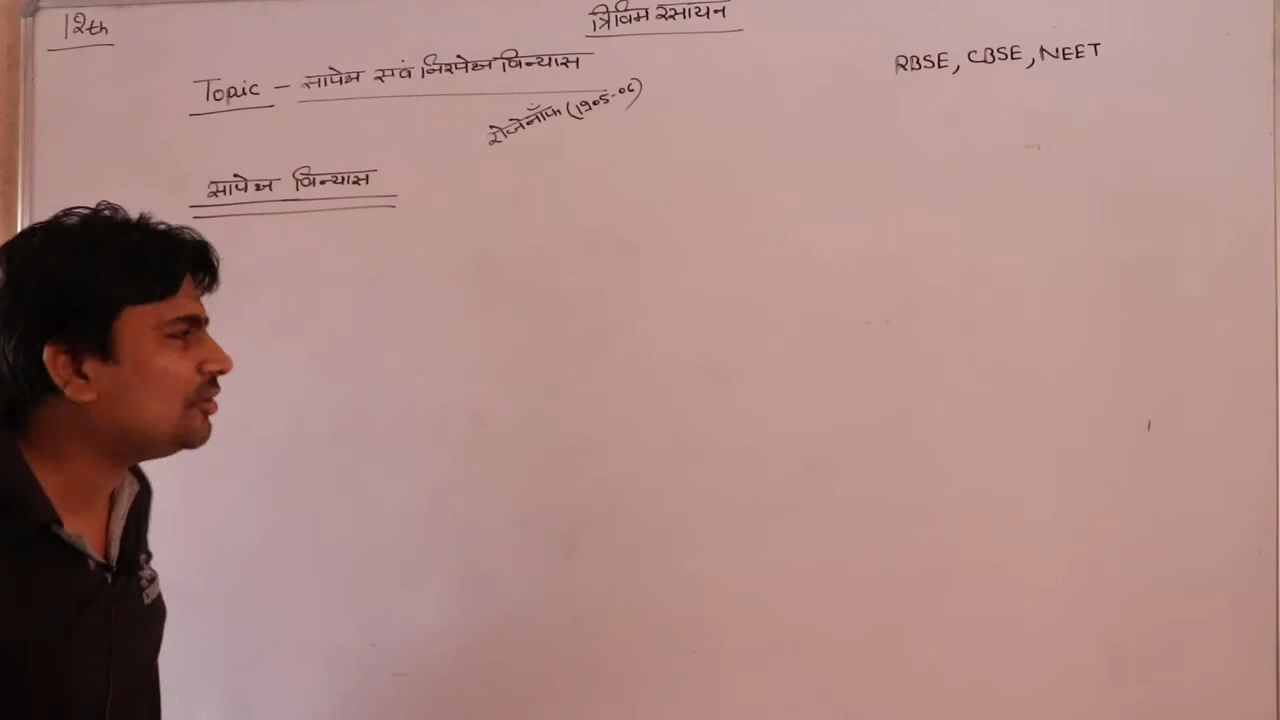 12th
त्रिविम रसायन
Topic - सापेक्ष एवं निरपेक्ष विन्यास
RBSE, CBSE, NEET
रोजेनॉफ (1905-06)
सापेक्ष विन्यास